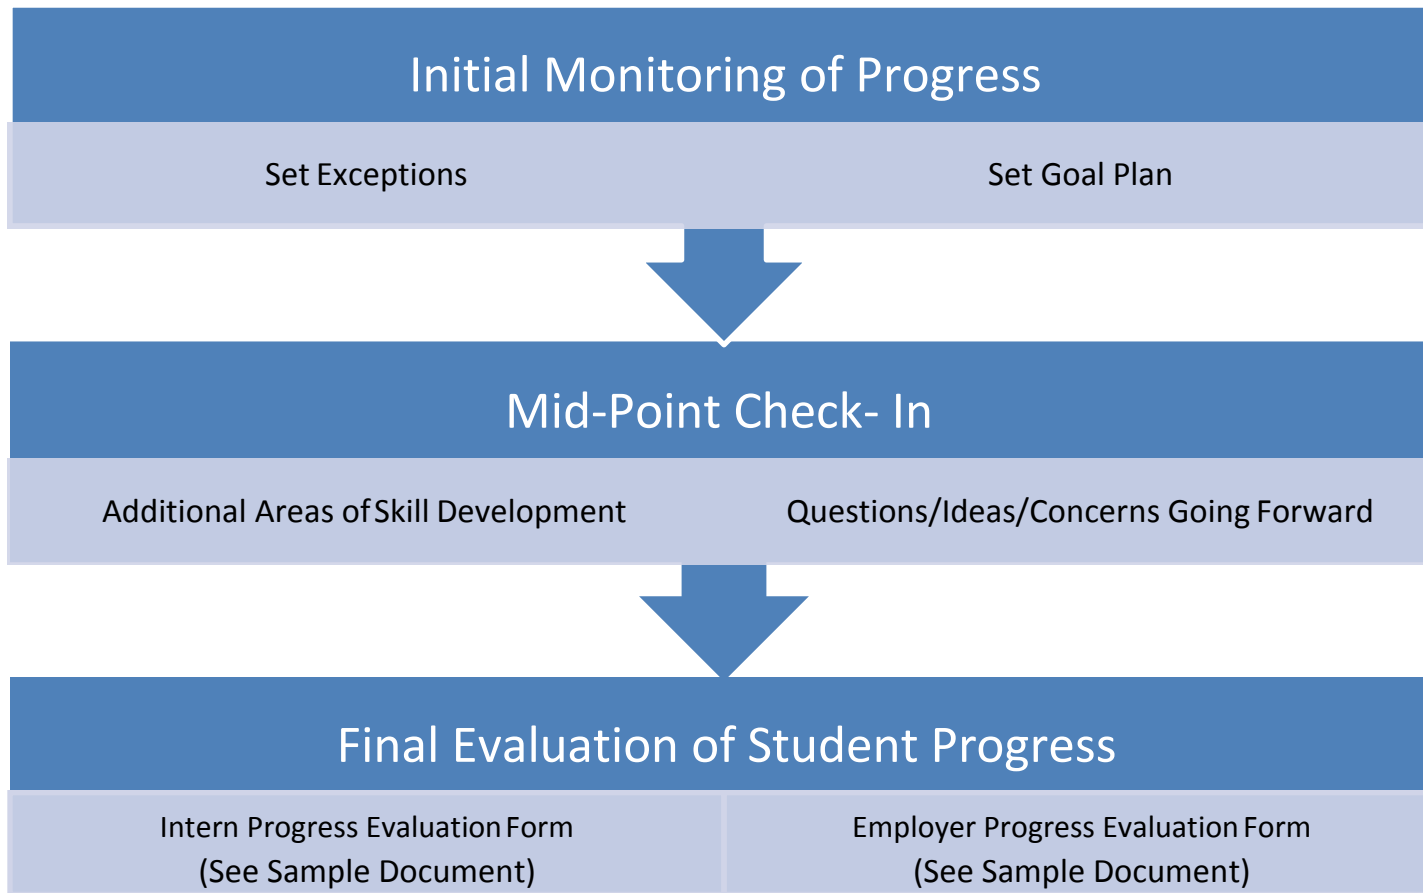 Initial Monitoring of Progress
Set Exceptions
Set Goal Plan
Mid-Point Check- In
Additional Areas of Skill Development
Questions/Ideas/Concerns Going Forward
Final Evaluation of Student Progress
Intern Progress Evaluation Form
(See Sample Document)
Employer Progress Evaluation Form
(See Sample Document)